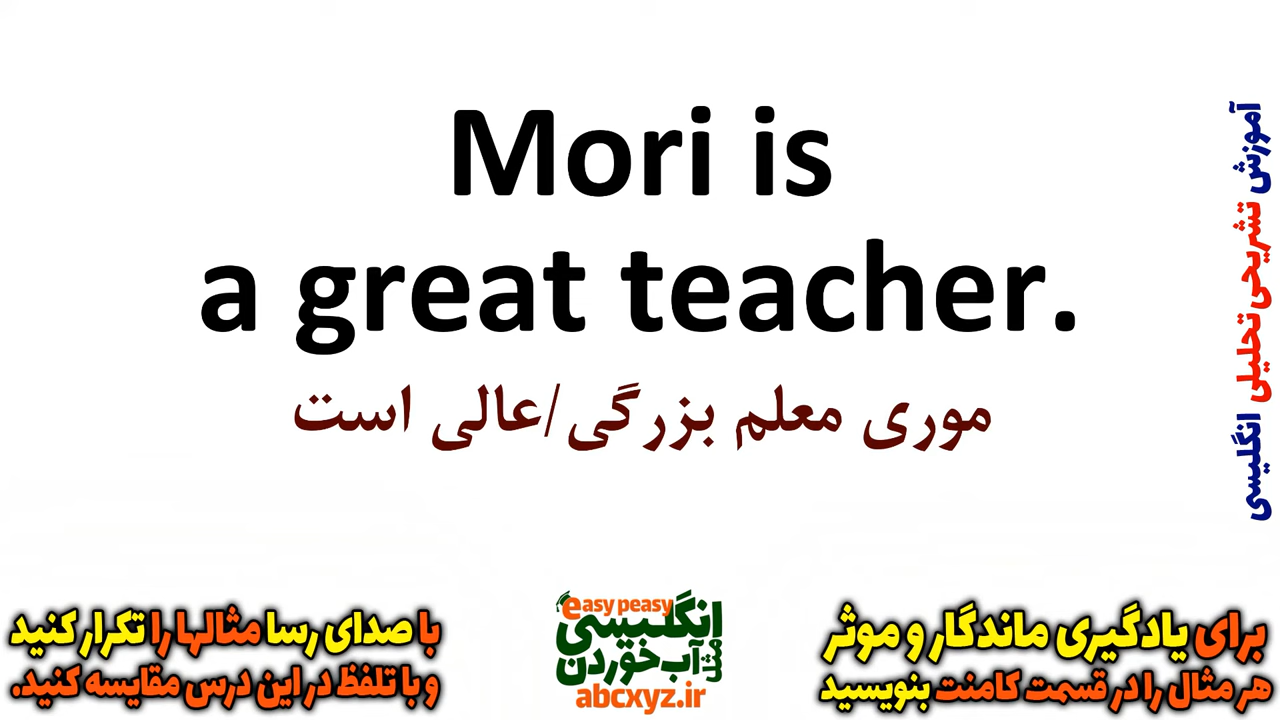 Mori is
a great teacher.
موری معلم بزرگی/عالی است
آموزش تشریحی تحلیلی انگلیسی
برای یادگیری ماندگار و موثر
هر مثال را در قسمت کامنت بنویسید
easy peasy
انگلیسی
مثل آب خوردن
abcxyz.ir
با صدای رسا مثالها را تکرار کنید
و با تلفظ در این درس مقایسه کنید.